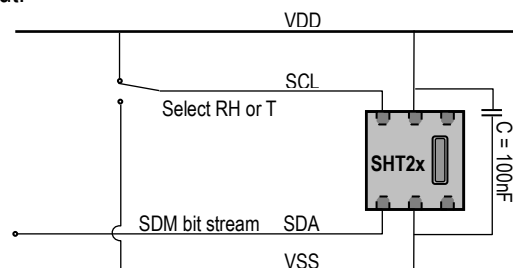 VDD
SCL
Select RH or T
SHT2x
C = 100nF
SDM bit stream SDA
VSS